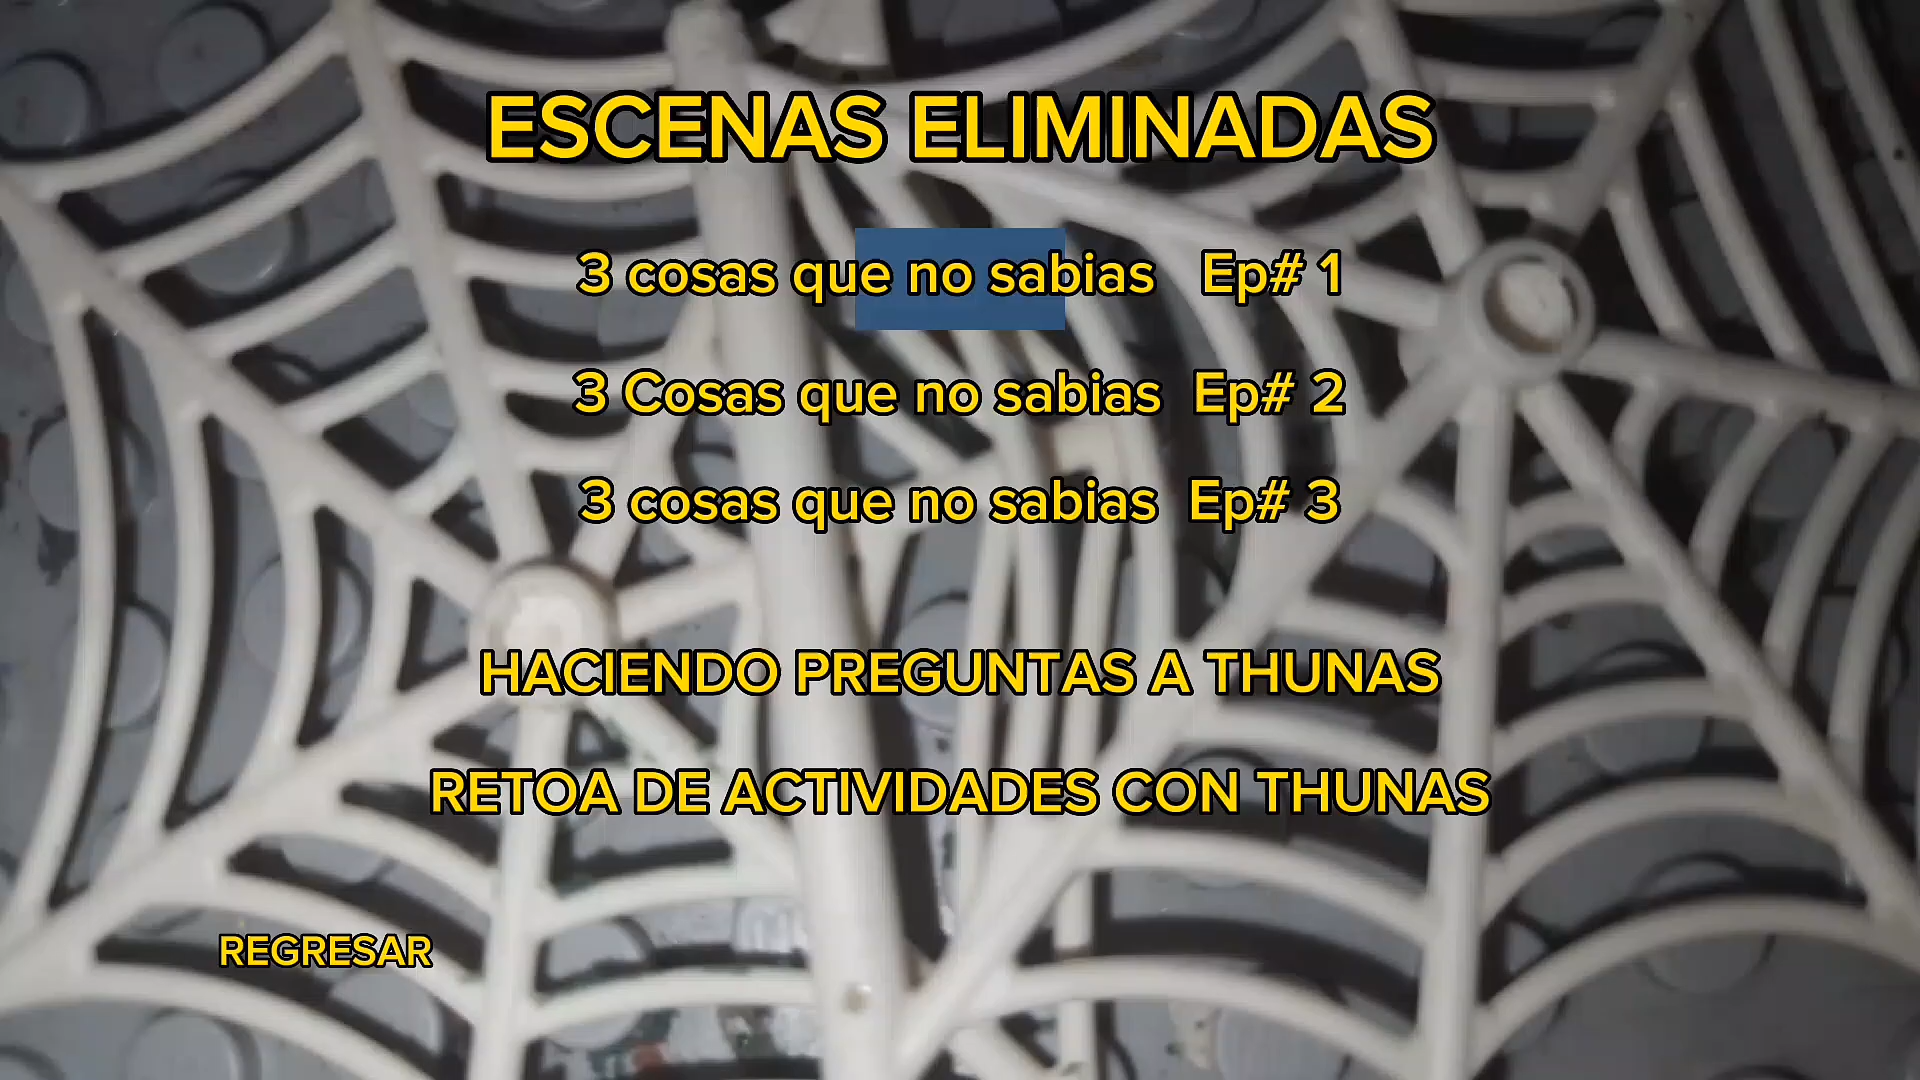 ESCENAS ELIMINADAS
3 cosas que no sabias Ep# 1
3 Cosas que no sabias Ep# 2
3 cosas que no sabias Ep# 3
HACIENDO PREGUNTAS A THUNAS
RETOA DE ACTIVIDADES CON THUNAS
REGRESAR